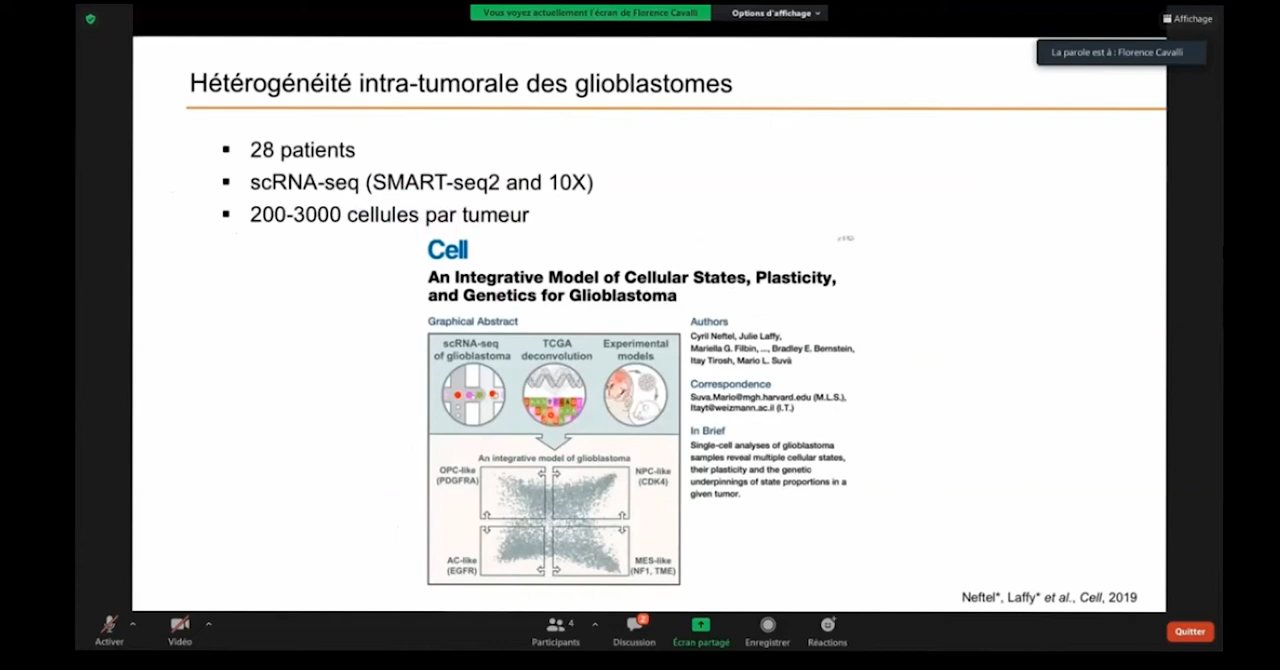 Vous voyez actuellement l'écran de Florence Cavalli
Options d'affichage
Affichage
La parole est à : Florence Cavalli
Hétérogénéité intra-tumorale des glioblastomes
28 patients
scRNA-seq (SMART-seq2 and 10X)
200-3000 cellules par tumeur
Cell
An Integrative Model of Cellular States, Plasticity,
and Genetics for Glioblastoma
Graphical Abstract
scRNA-seq
of glioblastoma
TCGA
deconvolution
Experimental
models
An integrative model of glioblastoma
OPC-like
(PDGFRA)
NPC-like
(CDK4)
AC-like
(EGFR)
MES-like
(NF1, TME)
Authors
Cyril Neftel, Julie Laffy,
Mariella G. Filbin, ..., Bradley E. Bernstein,
Itay Tirosh, Mario L. Suvà
Correspondence
Suva.Mario@mgh.harvard.edu (M.L.S.),
Itayt@weizmann.ac.il (I.T.)
In Brief
Single-cell analyses of glioblastoma
samples reveal multiple cellular states,
their plasticity and the genetic
underpinnings of state proportions in a
given tumor.
Neftel*, Laffy* et al., Cell, 2019
Activer
Vidéo
4
Participants
2
Discussion
Écran partagé
Enregistrer
Réactions
Quitter